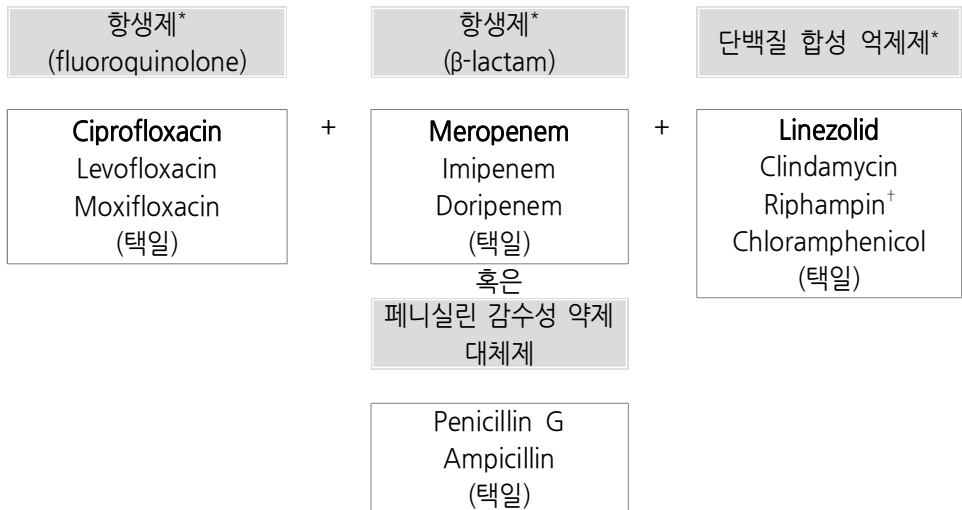 항생제*
(fluoroquinolone)
항생제*
(β-lactam)
단백질 합성 억제제*
Ciprofloxacin
Levofloxacin
Moxifloxacin
(택일)
+
Meropenem
Imipenem
Doripenem
(택일)
+
Linezolid
Clindamycin
Riphampin†
Chloramphenicol
(택일)
혹은
페니실린 감수성 약제
대체제
Penicillin G
Ampicillin
(택일)